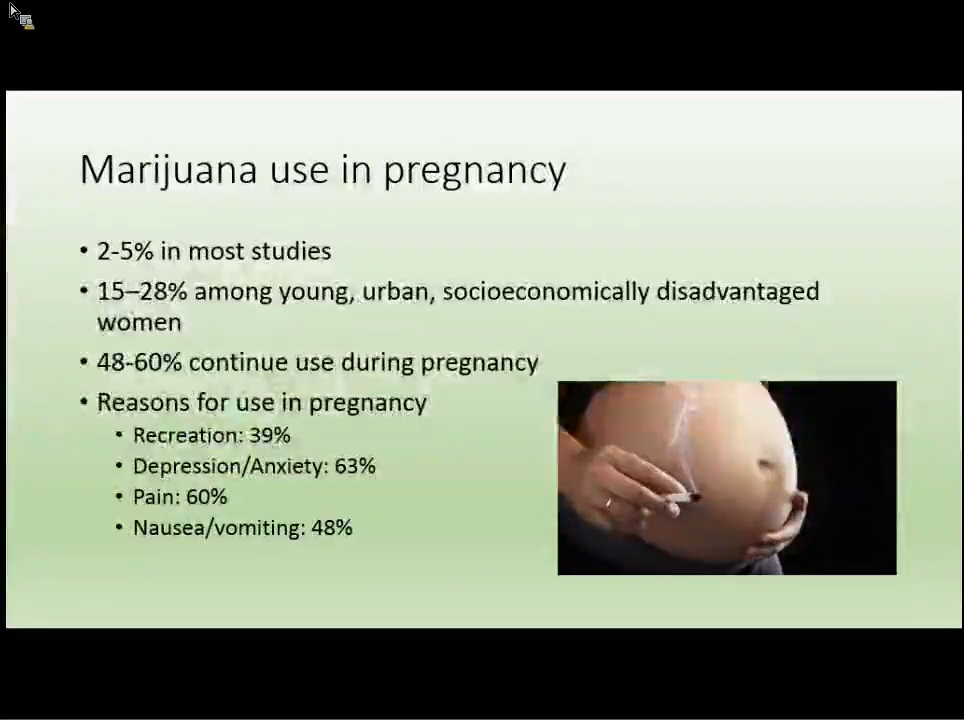 Marijuana use in pregnancy
• 2-5% in most studies
• 15–28% among young, urban, socioeconomically disadvantaged
women
• 48-60% continue use during pregnancy
• Reasons for use in pregnancy
• Recreation: 39%
• Depression/Anxiety: 63%
• Pain: 60%
• Nausea/vomiting: 48%